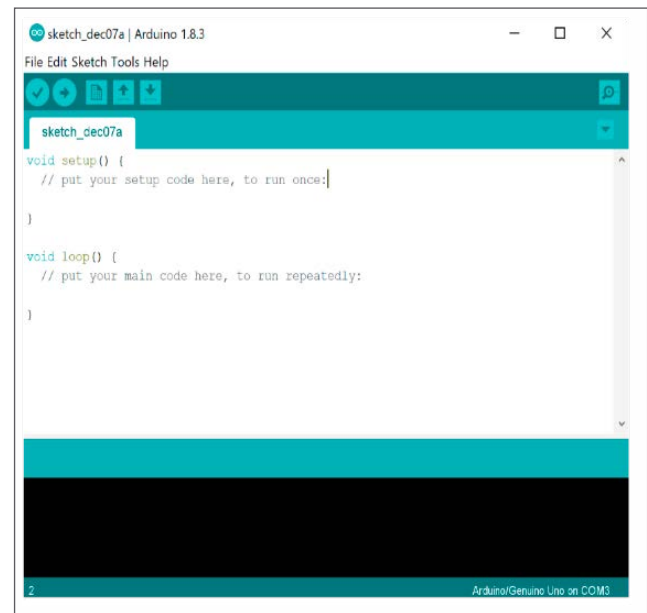 sketch_dec07a | Arduino 1.8.3
File Edit Sketch Tools Help
sketch_dec07a
void setup() {
  // put your setup code here, to run once:

}

void loop() {
  // put your main code here, to run repeatedly:

}
2 Arduino/Genuino Uno on COM3